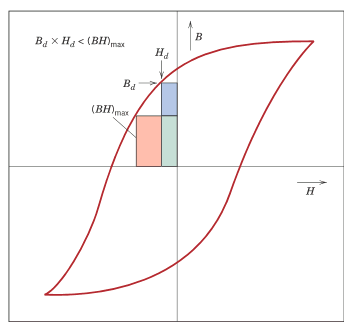 B_d × H_d < (BH)_max
H_d
B
B_d
(BH)_max
H